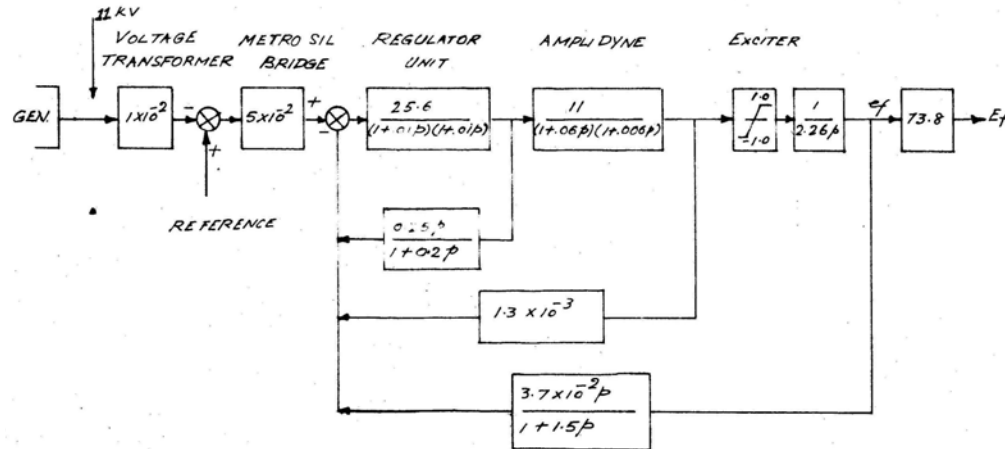 11 KV
VOLTAGE
TRANSFORMER
METRO SIL
BRIDGE
REGULATOR
UNIT
AMPLI DYNE
EXCITER
GEN.
1×10⁻²
-
+
5×10⁻²
+
-
25.6
(1+.01p)(1+.01p)
11
(1+.06p)(1+.006p)
1.0
-1.0
1
2.26p
ef
73.8
Ef
REFERENCE
0.25p
1+0.2p
1.3 × 10⁻³
3.7×10⁻²p
1+1.5p